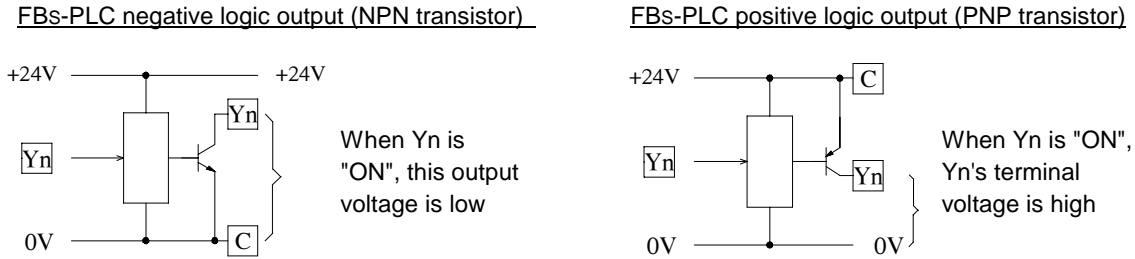 FBs-PLC negative logic output (NPN transistor)
+24V
+24V
Yn
Yn
When Yn is
"ON", this output
voltage is low
0V
C
FBs-PLC positive logic output (PNP transistor)
+24V
C
Yn
Yn
When Yn is "ON",
Yn's terminal
voltage is high
0V
0V